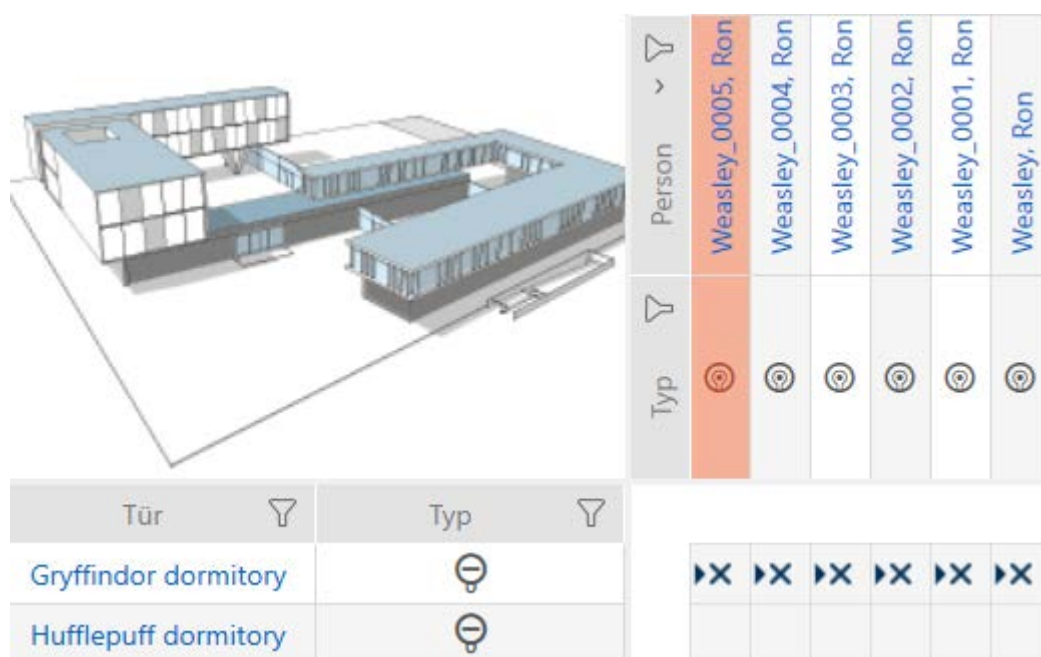 Person
Weasley_0005, Ron
Weasley_0004, Ron
Weasley_0003, Ron
Weasley_0002, Ron
Weasley_0001, Ron
Weasley, Ron
Typ
Tür
Typ
Gryffindor dormitory
Hufflepuff dormitory